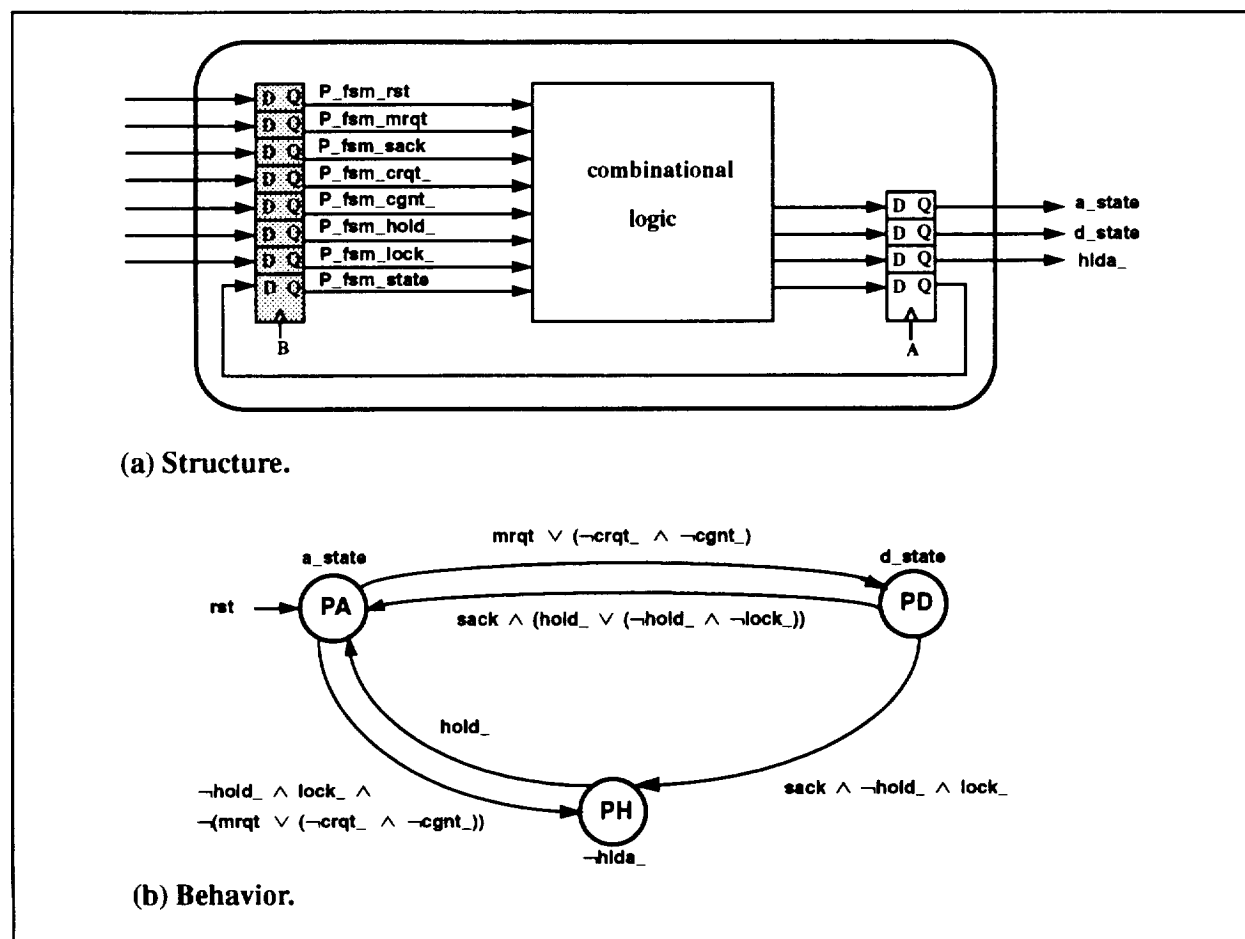 D Q P_fsm_rst
D Q P_fsm_mrqt
D Q P_fsm_sack
D Q P_fsm_crqt_
D Q P_fsm_cgnt_
D Q P_fsm_hold_
D Q P_fsm_lock_
D Q P_fsm_state
B
combinational
logic
D Q a_state
D Q d_state
D Q hlda_
D Q
A
(a) Structure.
mrqt ∨ (¬crqt_ ∧ ¬cgnt_)
a_state
d_state
rst
PA
PD
sack ∧ (hold_ ∨ (¬hold_ ∧ ¬lock_))
hold_
¬hold_ ∧ lock_ ∧
¬(mrqt ∨ (¬crqt_ ∧ ¬cgnt_))
PH
sack ∧ ¬hold_ ∧ lock_
¬hlda_
(b) Behavior.